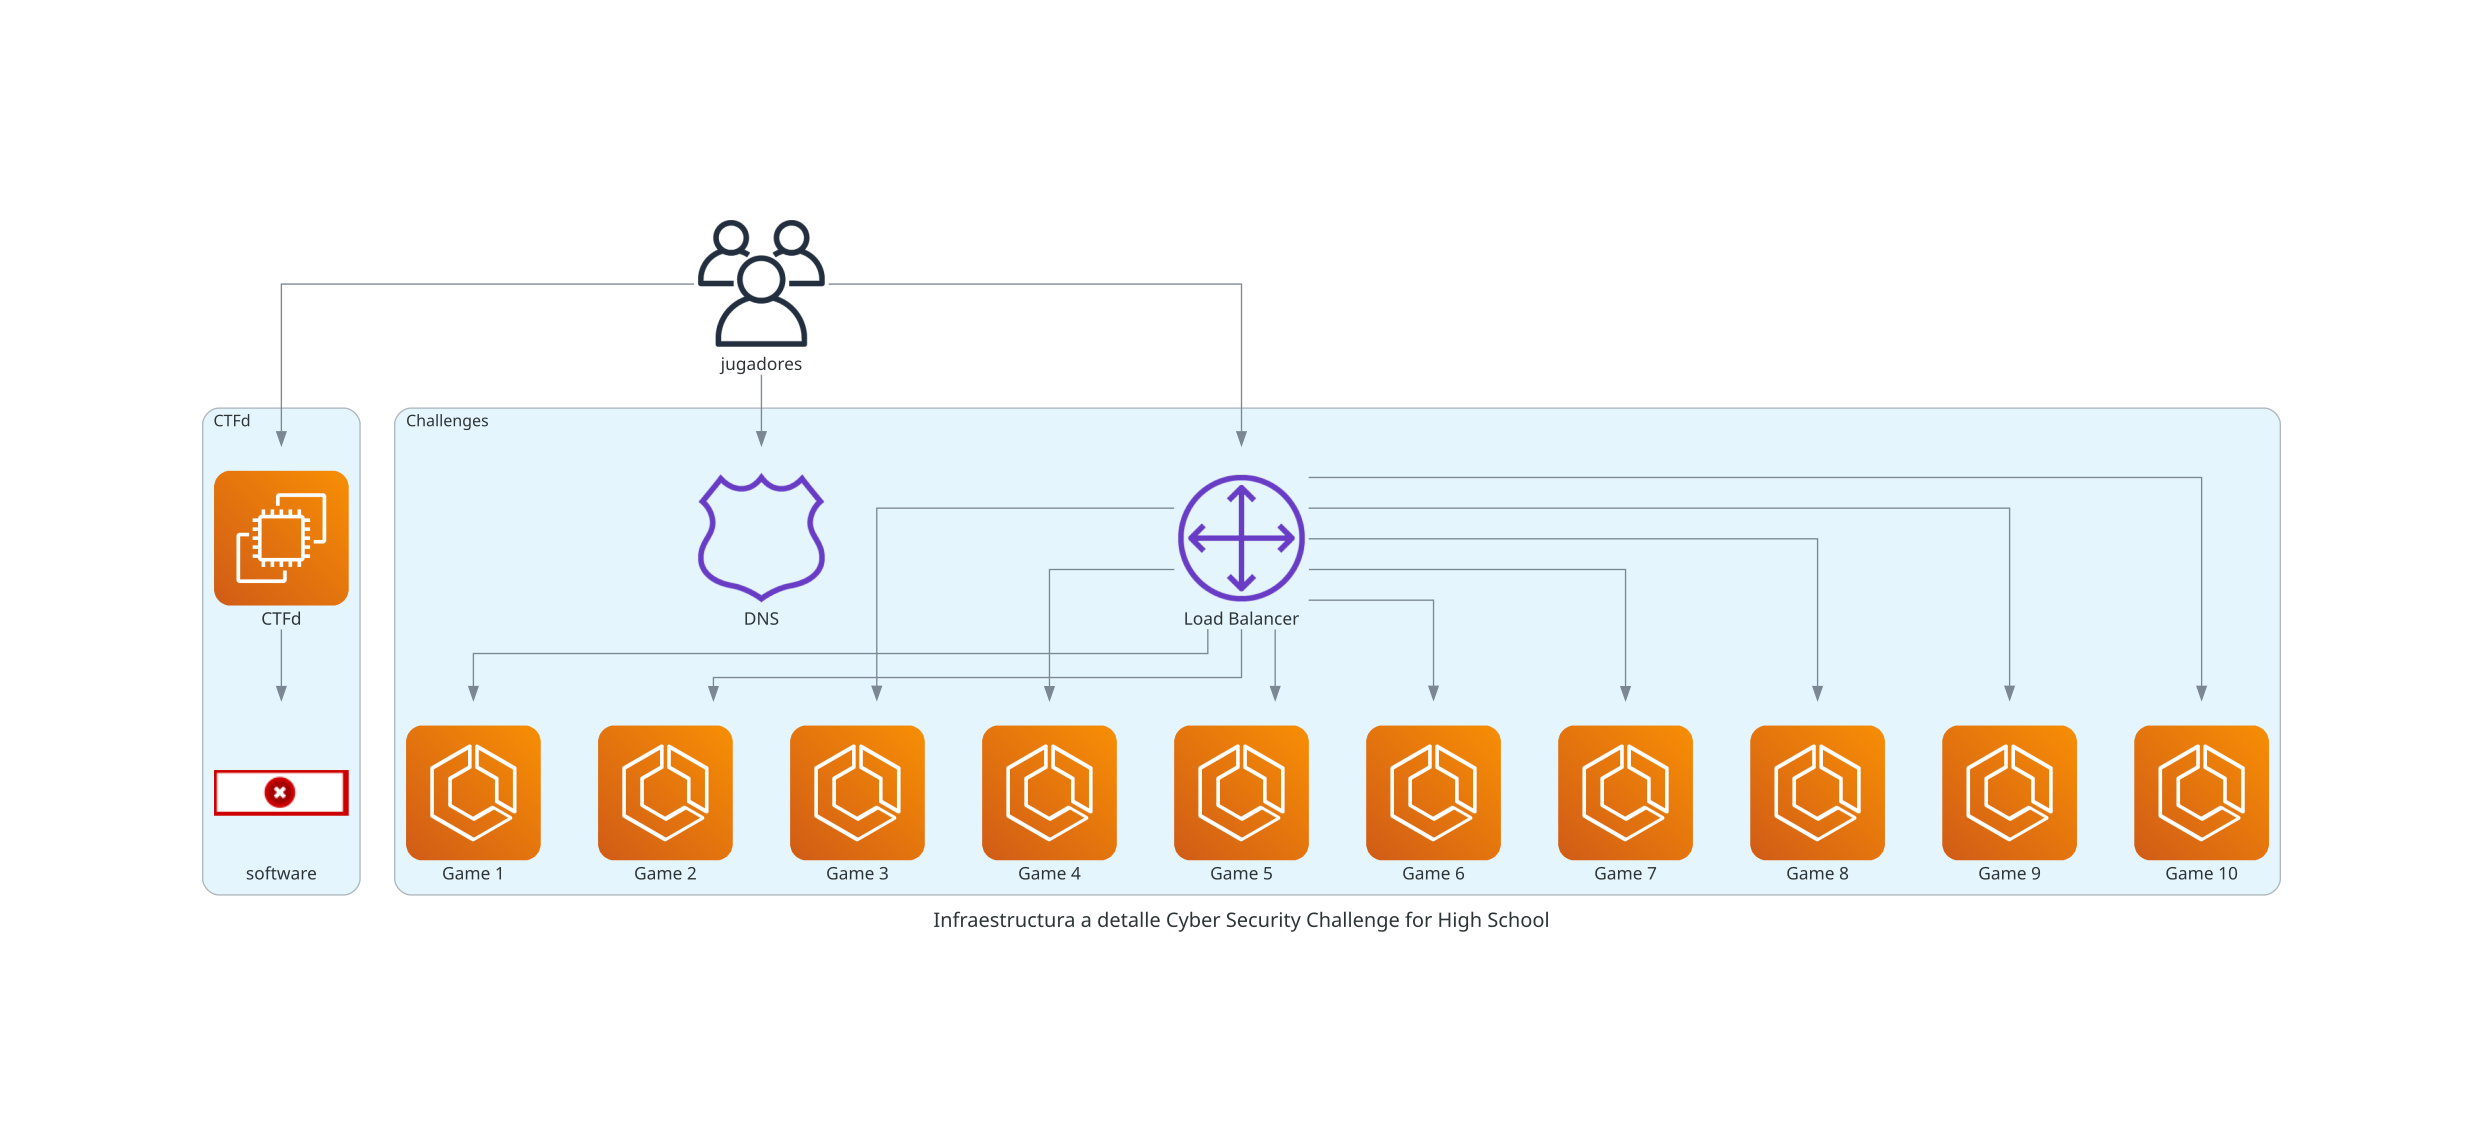 jugadores
CTFd
Challenges
CTFd
DNS
Load Balancer
software
Game 1
Game 2
Game 3
Game 4
Game 5
Game 6
Game 7
Game 8
Game 9
Game 10
Infraestructura a detalle Cyber Security Challenge for High School